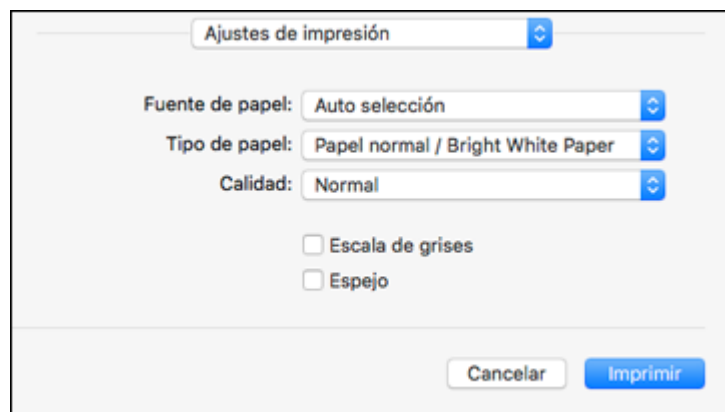 Ajustes de impresión
Fuente de papel: Auto selección
Tipo de papel: Papel normal / Bright White Paper
Calidad: Normal
Escala de grises
Espejo
Cancelar Imprimir